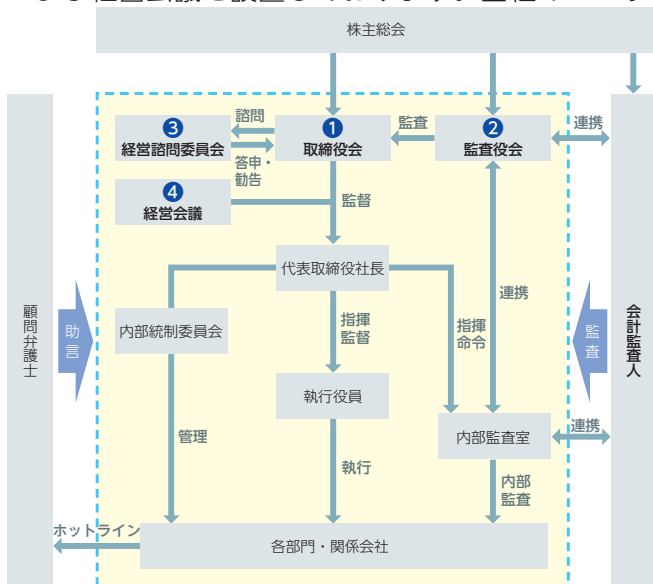 株主総会
諮問
監査
連携
❸
経営諮問委員会
❶
取締役会
❷
監査役会
答申・
勧告
❹
経営会議
監督
代表取締役社長
連携
顧問弁護士
助言
内部統制委員会
指揮
監督
指揮
命令
監査
会計監査人
執行役員
管理
内部監査室
連携
執行
内部
監査
ホットライン
各部門・関係会社